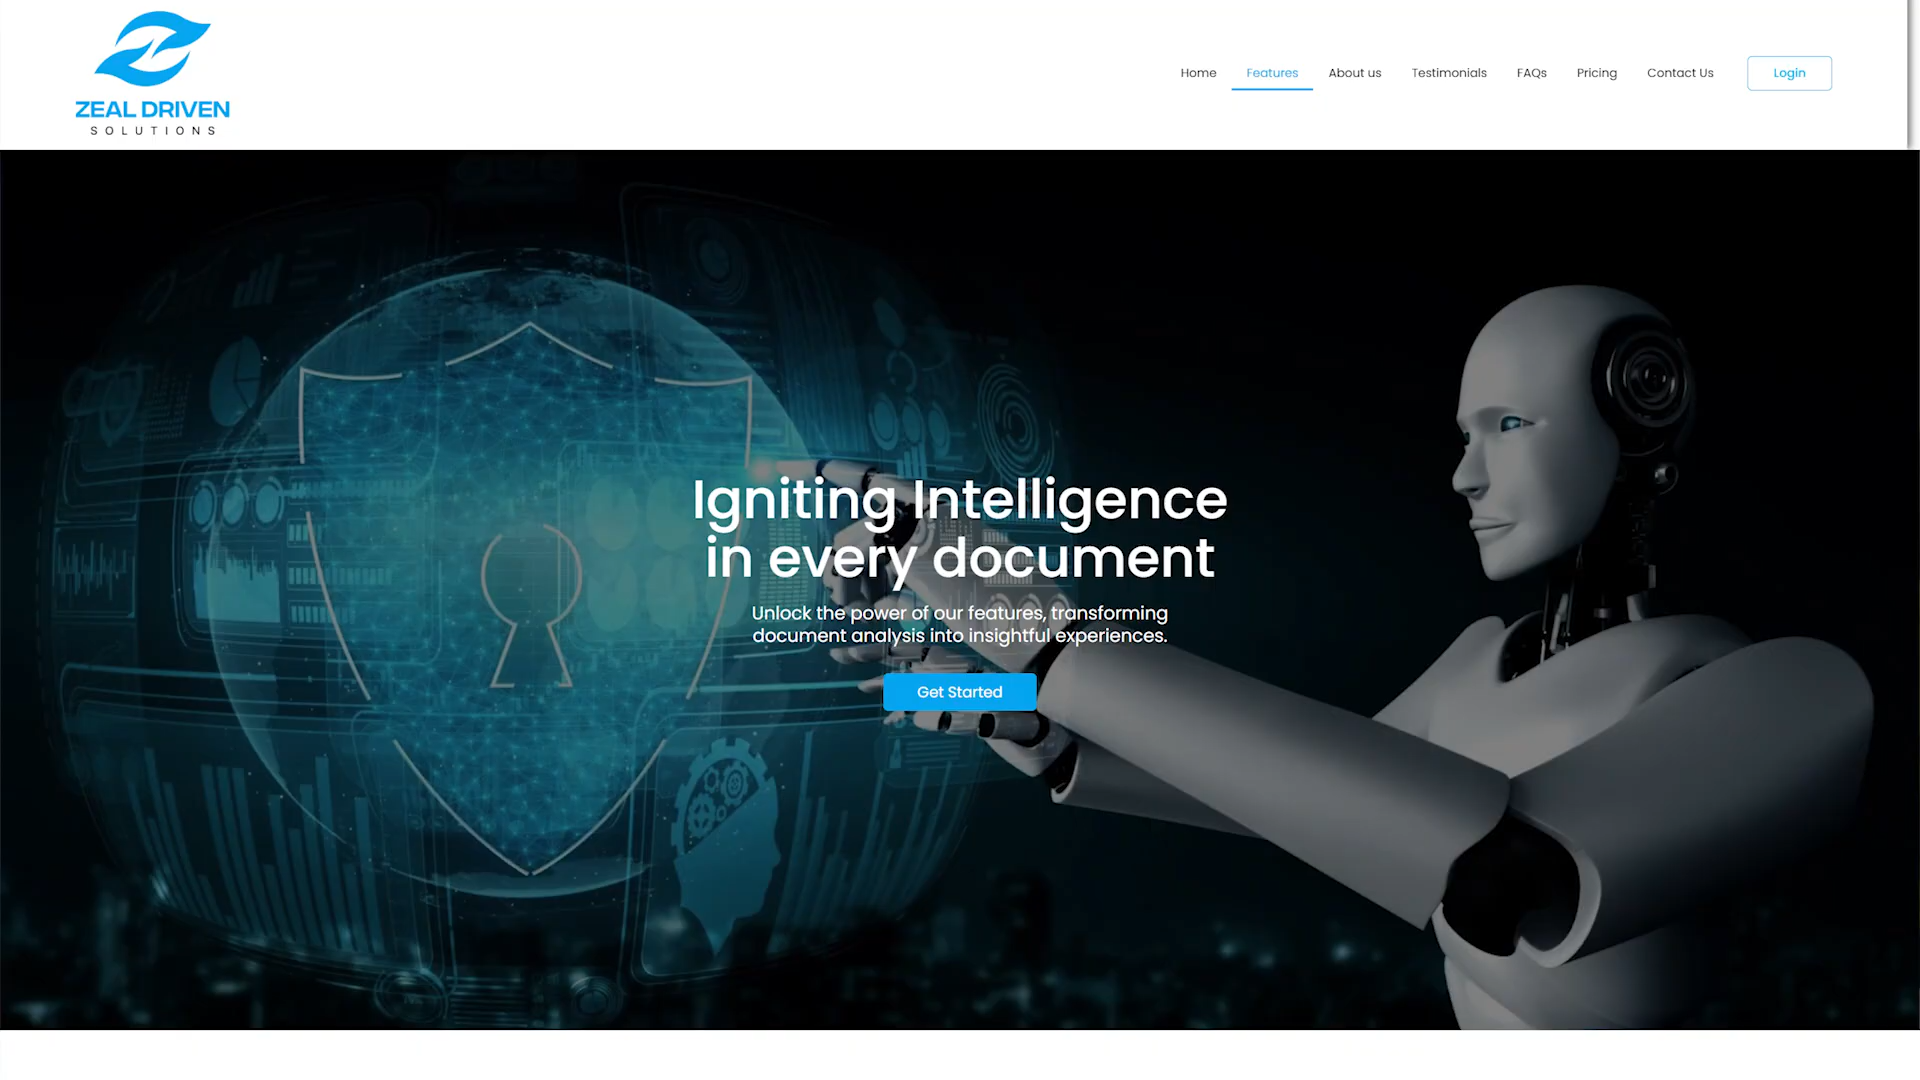 ZEAL DRIVEN
SOLUTIONS
Home Features About us Testimonials FAQs Pricing Contact Us Login
Igniting Intelligence
in every document
Unlock the power of our features, transforming
document analysis into insightful experiences.
Get Started